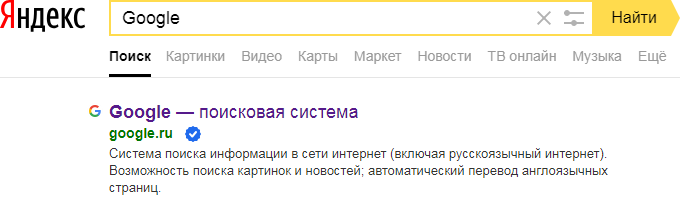 Яндекс
Google
Найти
Поиск Картинки Видео Карты Маркет Новости ТВ онлайн Музыка Ещё
Google — поисковая система
google.ru
Система поиска информации в сети интернет (включая русскоязычный интернет).
Возможность поиска картинок и новостей; автоматический перевод англоязычных
страниц.